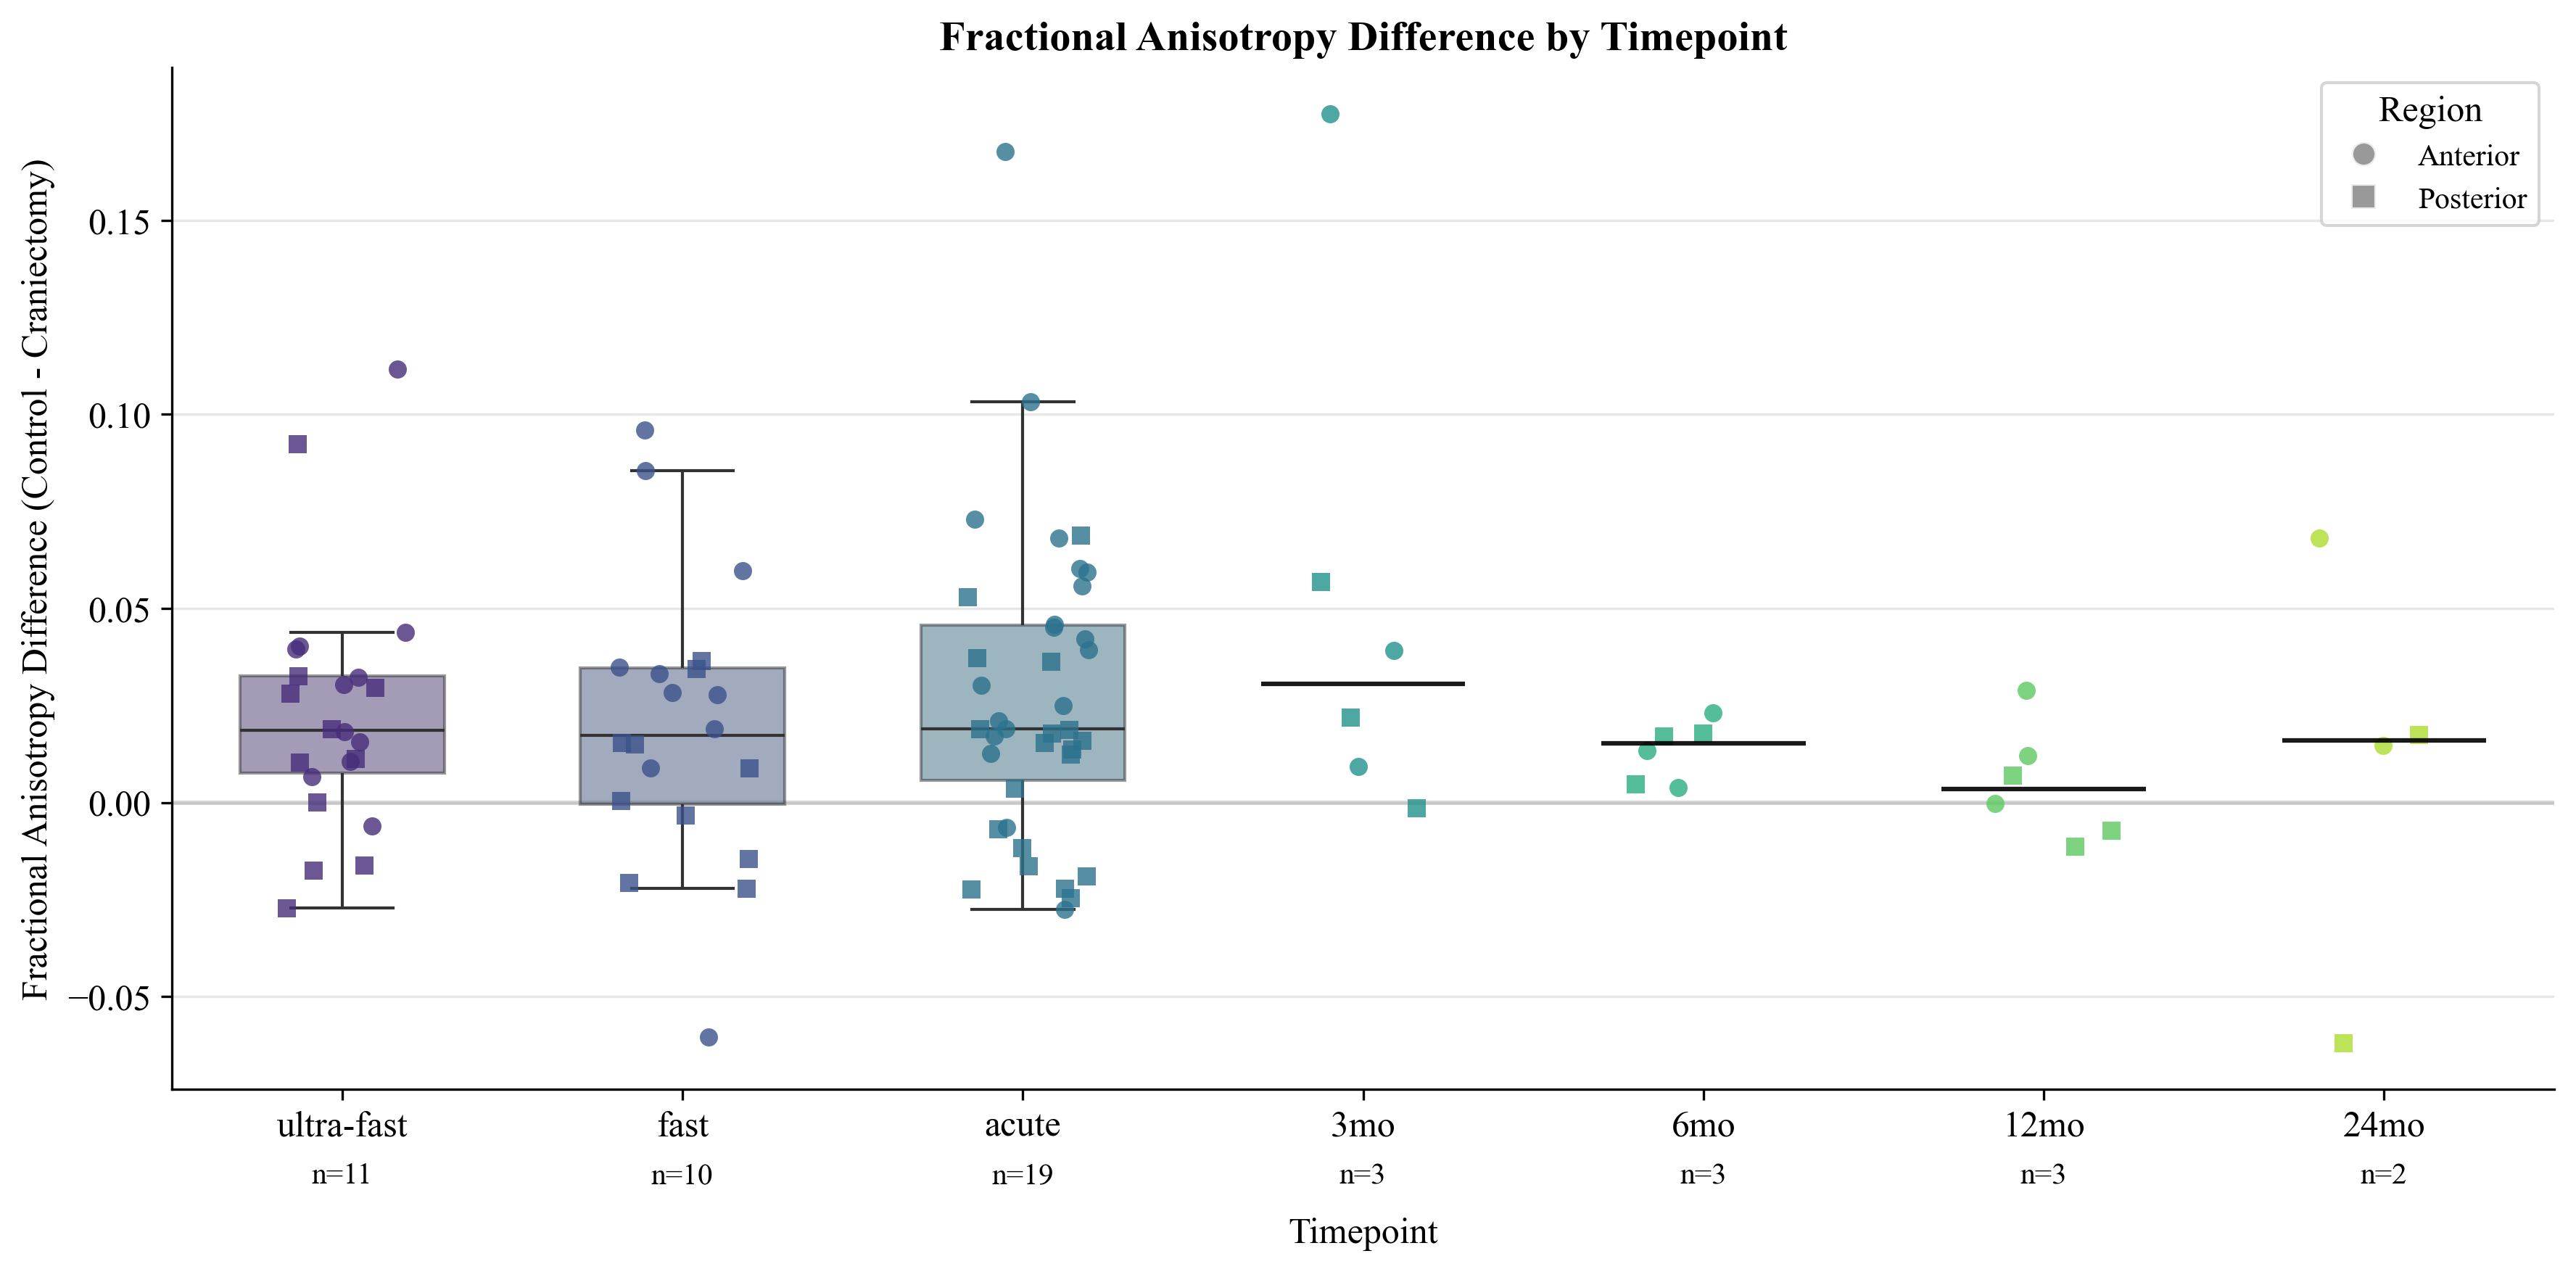 Fractional Anisotropy Difference by Timepoint
Fractional Anisotropy Difference (Control - Craniectomy)
0.15
0.10
0.05
0.00
−0.05
Region
Anterior
Posterior
ultra-fast fast acute 3mo 6mo 12mo 24mo
n=11 n=10 n=19 n=3 n=3 n=3 n=2
Timepoint